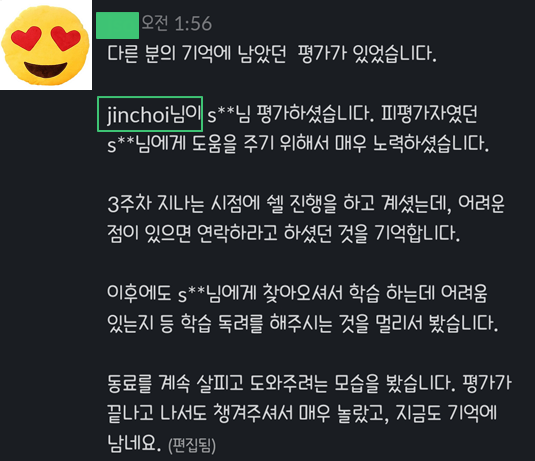 오전 1:56
다른 분의 기억에 남았던 평가가 있었습니다.
jinchoi님이 s**님 평가하셨습니다. 피평가자였던
s**님에게 도움을 주기 위해서 매우 노력하셨습니다.
3주차 지나는 시점에 쉘 진행을 하고 계셨는데, 어려운
점이 있으면 연락하라고 하셨던 것을 기억합니다.
이후에도 s**님에게 찾아오셔서 학습 하는데 어려움
있는지 등 학습 독려를 해주시는 것을 멀리서 봤습니다.
동료를 계속 살피고 도와주려는 모습을 봤습니다. 평가가
끝나고 나서도 챙겨주셔서 매우 놀랐고, 지금도 기억에
남네요. (편집됨)